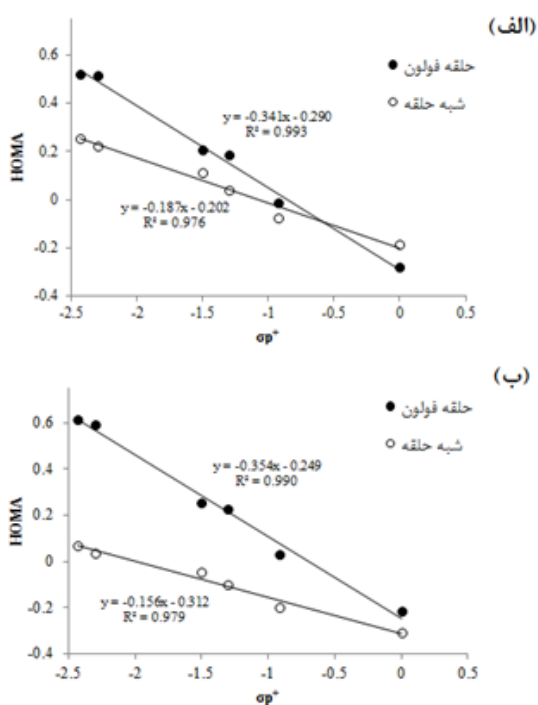 (الف)
حلقه فولون
شبه حلقه
y = -0.341x - 0.290
R² = 0.993
y = -0.187x - 0.202
R² = 0.976
HOMA
0.6
0.4
0.2
0
-0.2
-0.4
-2.5 -2 -1.5 -1 -0.5 0 0.5
σp⁺
(ب)
حلقه فولون
شبه حلقه
y = -0.354x - 0.249
R² = 0.990
y = -0.156x - 0.312
R² = 0.979
HOMA
0.6
0.4
0.2
0
-0.2
-0.4
-2.5 -2 -1.5 -1 -0.5 0 0.5
σp⁺